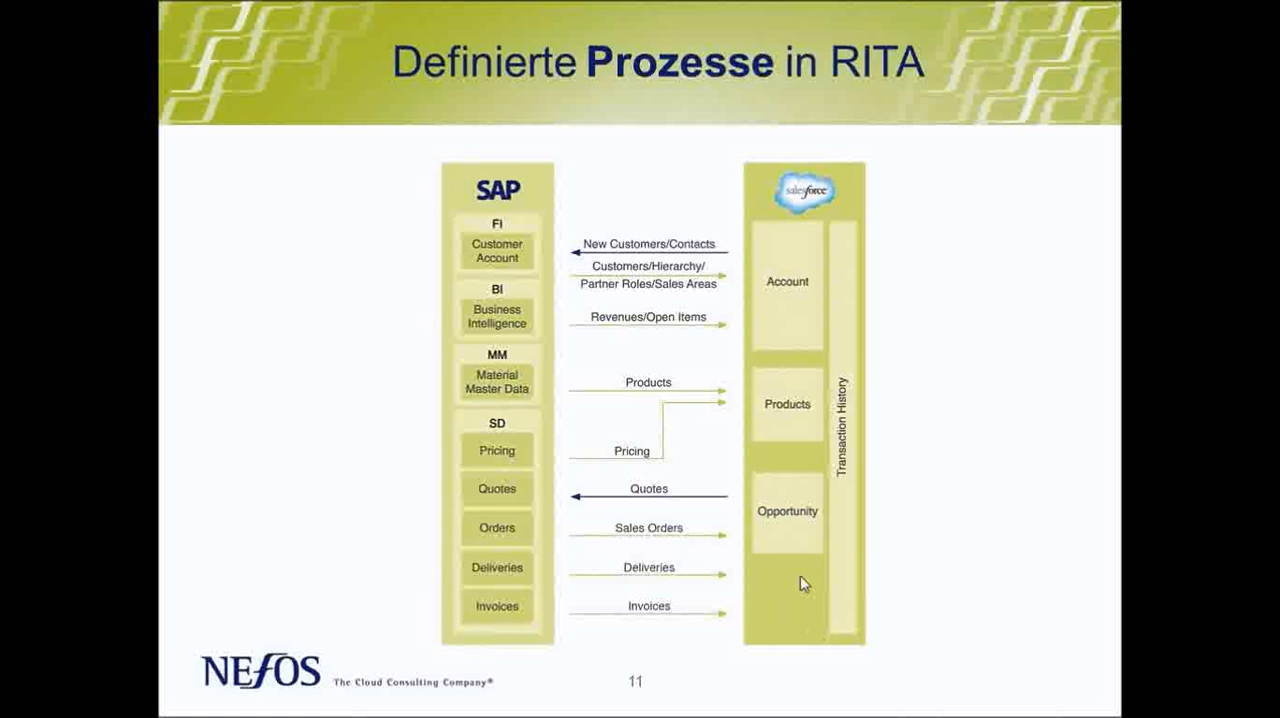 Definierte Prozesse in RITA
SAP
FI
Customer
Account
BI
Business
Intelligence
MM
Material
Master Data
SD
Pricing
Quotes
Orders
Deliveries
Invoices
New Customers/Contacts
Customers/Hierarchy/
Partner Roles/Sales Areas
Revenues/Open Items
Products
Pricing
Quotes
Sales Orders
Deliveries
Invoices
salesforce
Account
Products
Opportunity
Transaction History
NEfOS The Cloud Consulting Company®
11